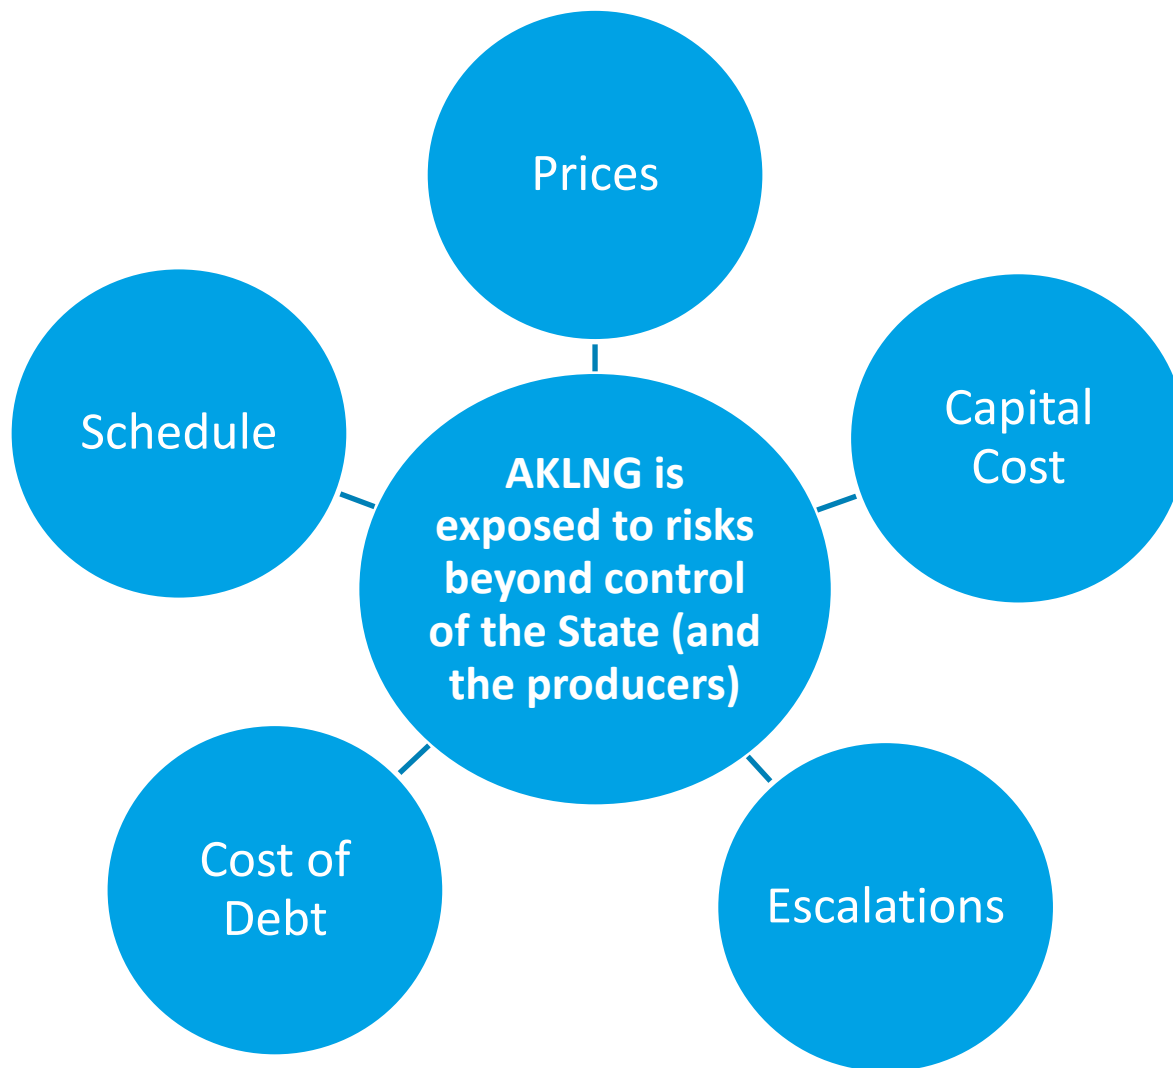 Prices
Schedule
Capital
Cost
AKLNG is
exposed to risks
beyond control
of the State (and
the producers)
Cost of
Debt
Escalations